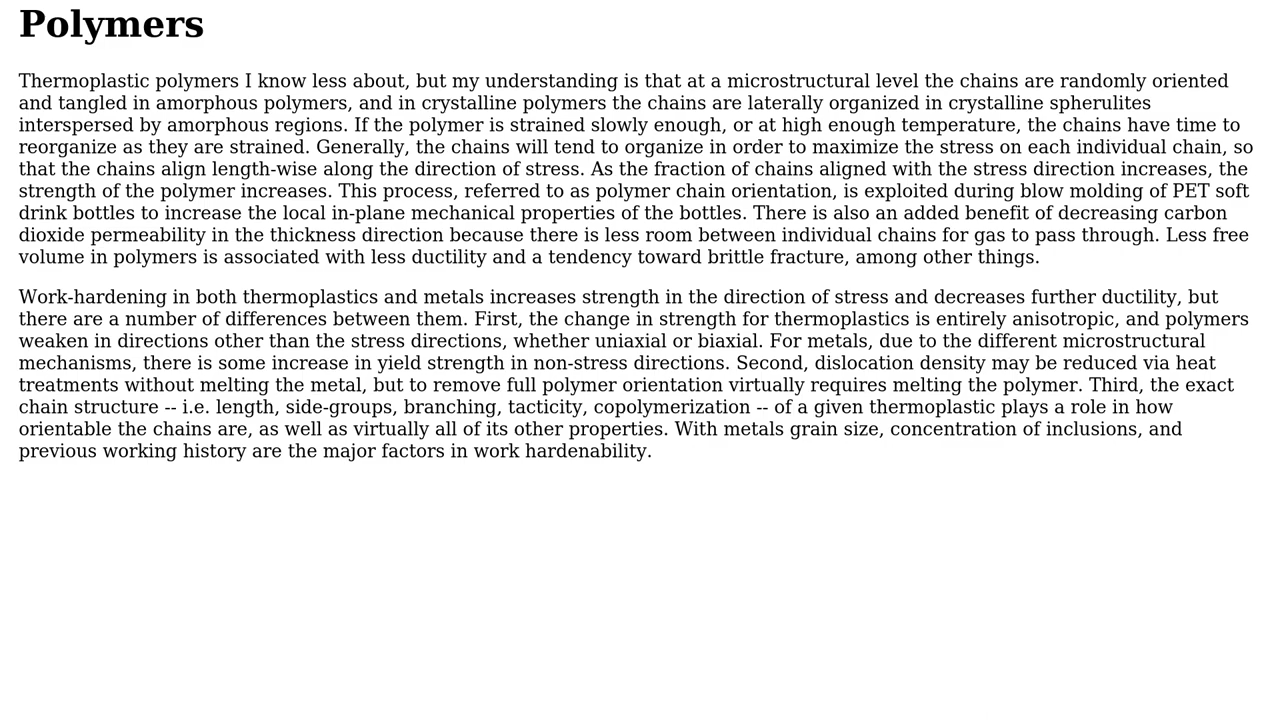 Polymers
Thermoplastic polymers I know less about, but my understanding is that at a microstructural level the chains are randomly oriented
and tangled in amorphous polymers, and in crystalline polymers the chains are laterally organized in crystalline spherulites
interspersed by amorphous regions. If the polymer is strained slowly enough, or at high enough temperature, the chains have time to
reorganize as they are strained. Generally, the chains will tend to organize in order to maximize the stress on each individual chain, so
that the chains align length-wise along the direction of stress. As the fraction of chains aligned with the stress direction increases, the
strength of the polymer increases. This process, referred to as polymer chain orientation, is exploited during blow molding of PET soft
drink bottles to increase the local in-plane mechanical properties of the bottles. There is also an added benefit of decreasing carbon
dioxide permeability in the thickness direction because there is less room between individual chains for gas to pass through. Less free
volume in polymers is associated with less ductility and a tendency toward brittle fracture, among other things.
Work-hardening in both thermoplastics and metals increases strength in the direction of stress and decreases further ductility, but
there are a number of differences between them. First, the change in strength for thermoplastics is entirely anisotropic, and polymers
weaken in directions other than the stress directions, whether uniaxial or biaxial. For metals, due to the different microstructural
mechanisms, there is some increase in yield strength in non-stress directions. Second, dislocation density may be reduced via heat
treatments without melting the metal, but to remove full polymer orientation virtually requires melting the polymer. Third, the exact
chain structure -- i.e. length, side-groups, branching, tacticity, copolymerization -- of a given thermoplastic plays a role in how
orientable the chains are, as well as virtually all of its other properties. With metals grain size, concentration of inclusions, and
previous working history are the major factors in work hardenability.